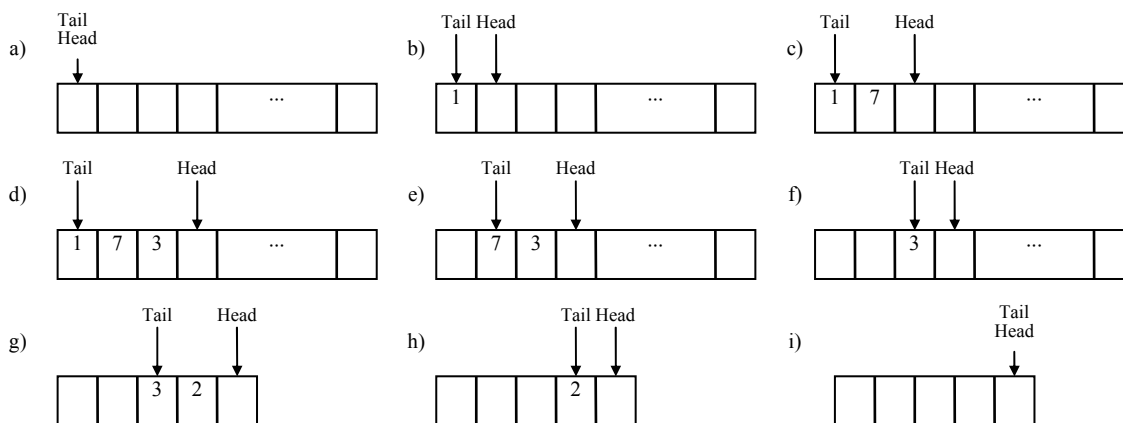 Tail
Head
a)
...
Tail Head
b)
1
...
Tail Head
c)
1 7
...
Tail Head
d)
1 7 3
...
Tail Head
e)
7 3
...
Tail Head
f)
3
...
Tail Head
g)
3 2
Tail Head
h)
2
Tail
Head
i)